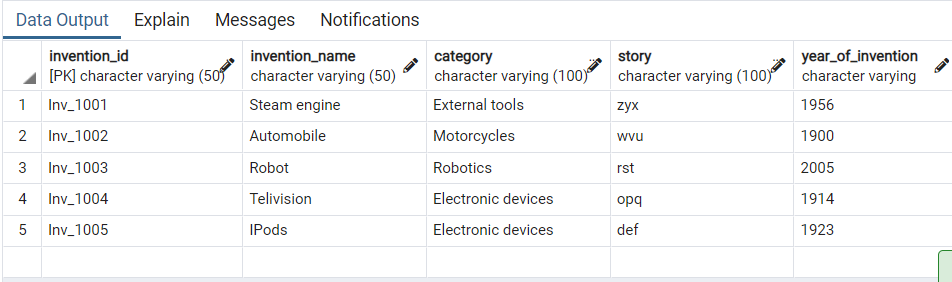 Data Output Explain Messages Notifications
invention_id invention_name category story year_of_invention
[PK] character varying (50) character varying (50) character varying (100) character varying (100) character varying
1 Inv_1001 Steam engine External tools zyx 1956
2 Inv_1002 Automobile Motorcycles wvu 1900
3 Inv_1003 Robot Robotics rst 2005
4 Inv_1004 Telivision Electronic devices opq 1914
5 Inv_1005 IPods Electronic devices def 1923